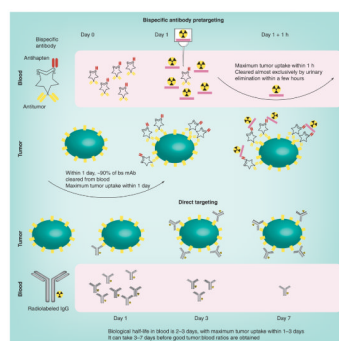 Bispecific antibody pretargeting
Bispecific
antibody
Day 0
Day 1
Day 1 + 1 h
Antihapten
Antitumor
Blood
Maximum tumor uptake within 1 h
Cleared almost exclusively by urinary
elimination within a few hours
Tumor
Within 1 day, ~90% of bs mAb
cleared from blood
Maximum tumor uptake within 1 day
Direct targeting
Tumor
Blood
Radiolabeled IgG
Day 1
Day 3
Day 7
Biological half-life in blood is 2–3 days, with maximum tumor uptake within 1–3 days
It can take 3–7 days before good tumor:blood ratios are obtained